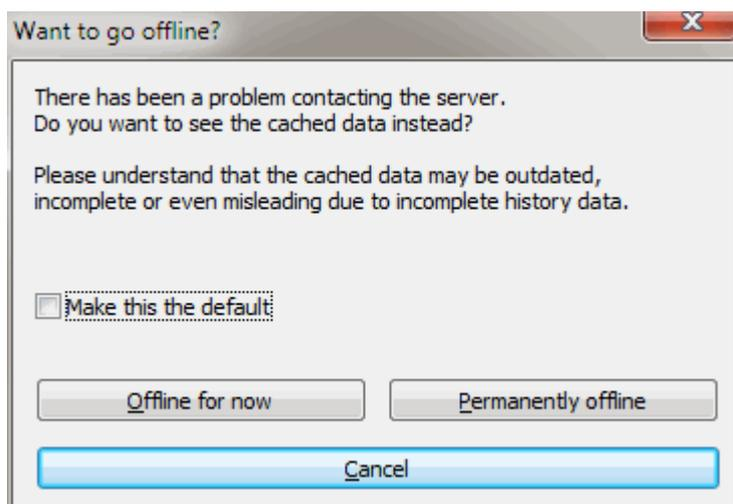 Want to go offline?
There has been a problem contacting the server.
Do you want to see the cached data instead?
Please understand that the cached data may be outdated,
incomplete or even misleading due to incomplete history data.
Make this the default
Offline for now
Permanently offline
Cancel